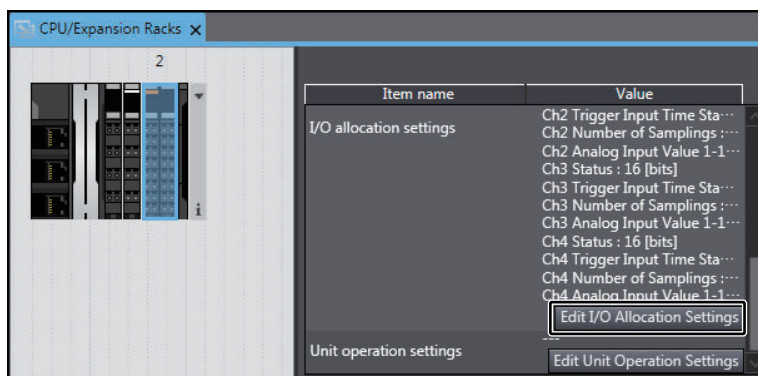 CPU/Expansion Racks
2
Item name Value
I/O allocation settings
Ch2 Trigger Input Time Sta···
Ch2 Number of Samplings :···
Ch2 Analog Input Value 1-1···
Ch3 Status : 16 [bits]
Ch3 Trigger Input Time Sta···
Ch3 Number of Samplings :···
Ch3 Analog Input Value 1-1···
Ch4 Status : 16 [bits]
Ch4 Trigger Input Time Sta···
Ch4 Number of Samplings :···
Ch4 Analog Input Value 1-1···
Edit I/O Allocation Settings
Unit operation settings
---
Edit Unit Operation Settings